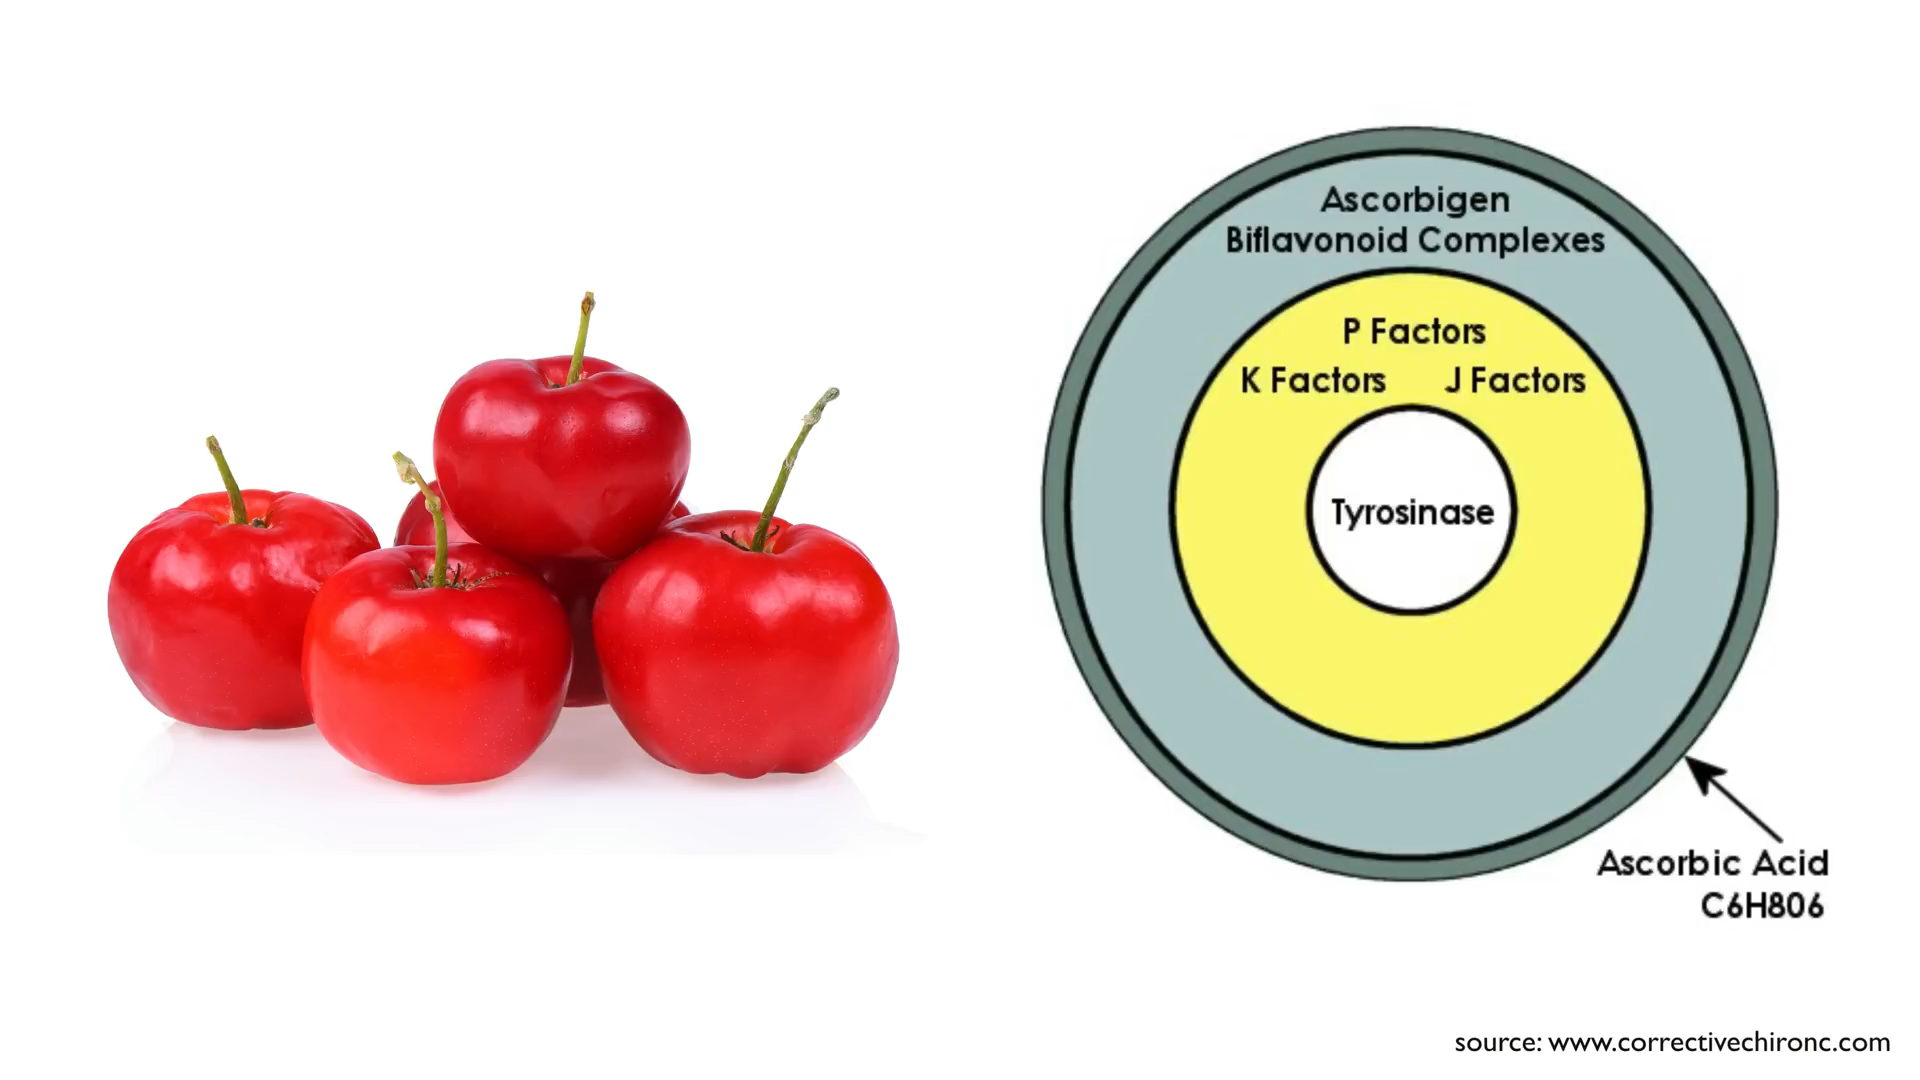 Ascorbigen
Biflavonoid Complexes
P Factors
K Factors J Factors
Tyrosinase
Ascorbic Acid
C6H806
source: www.correctivechironc.com